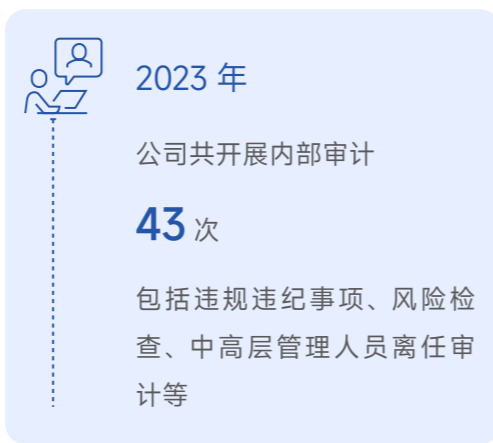 2023 年
公司共开展内部审计
43 次
包括违规违纪事项、风险检
查、中高层管理人员离任审
计等